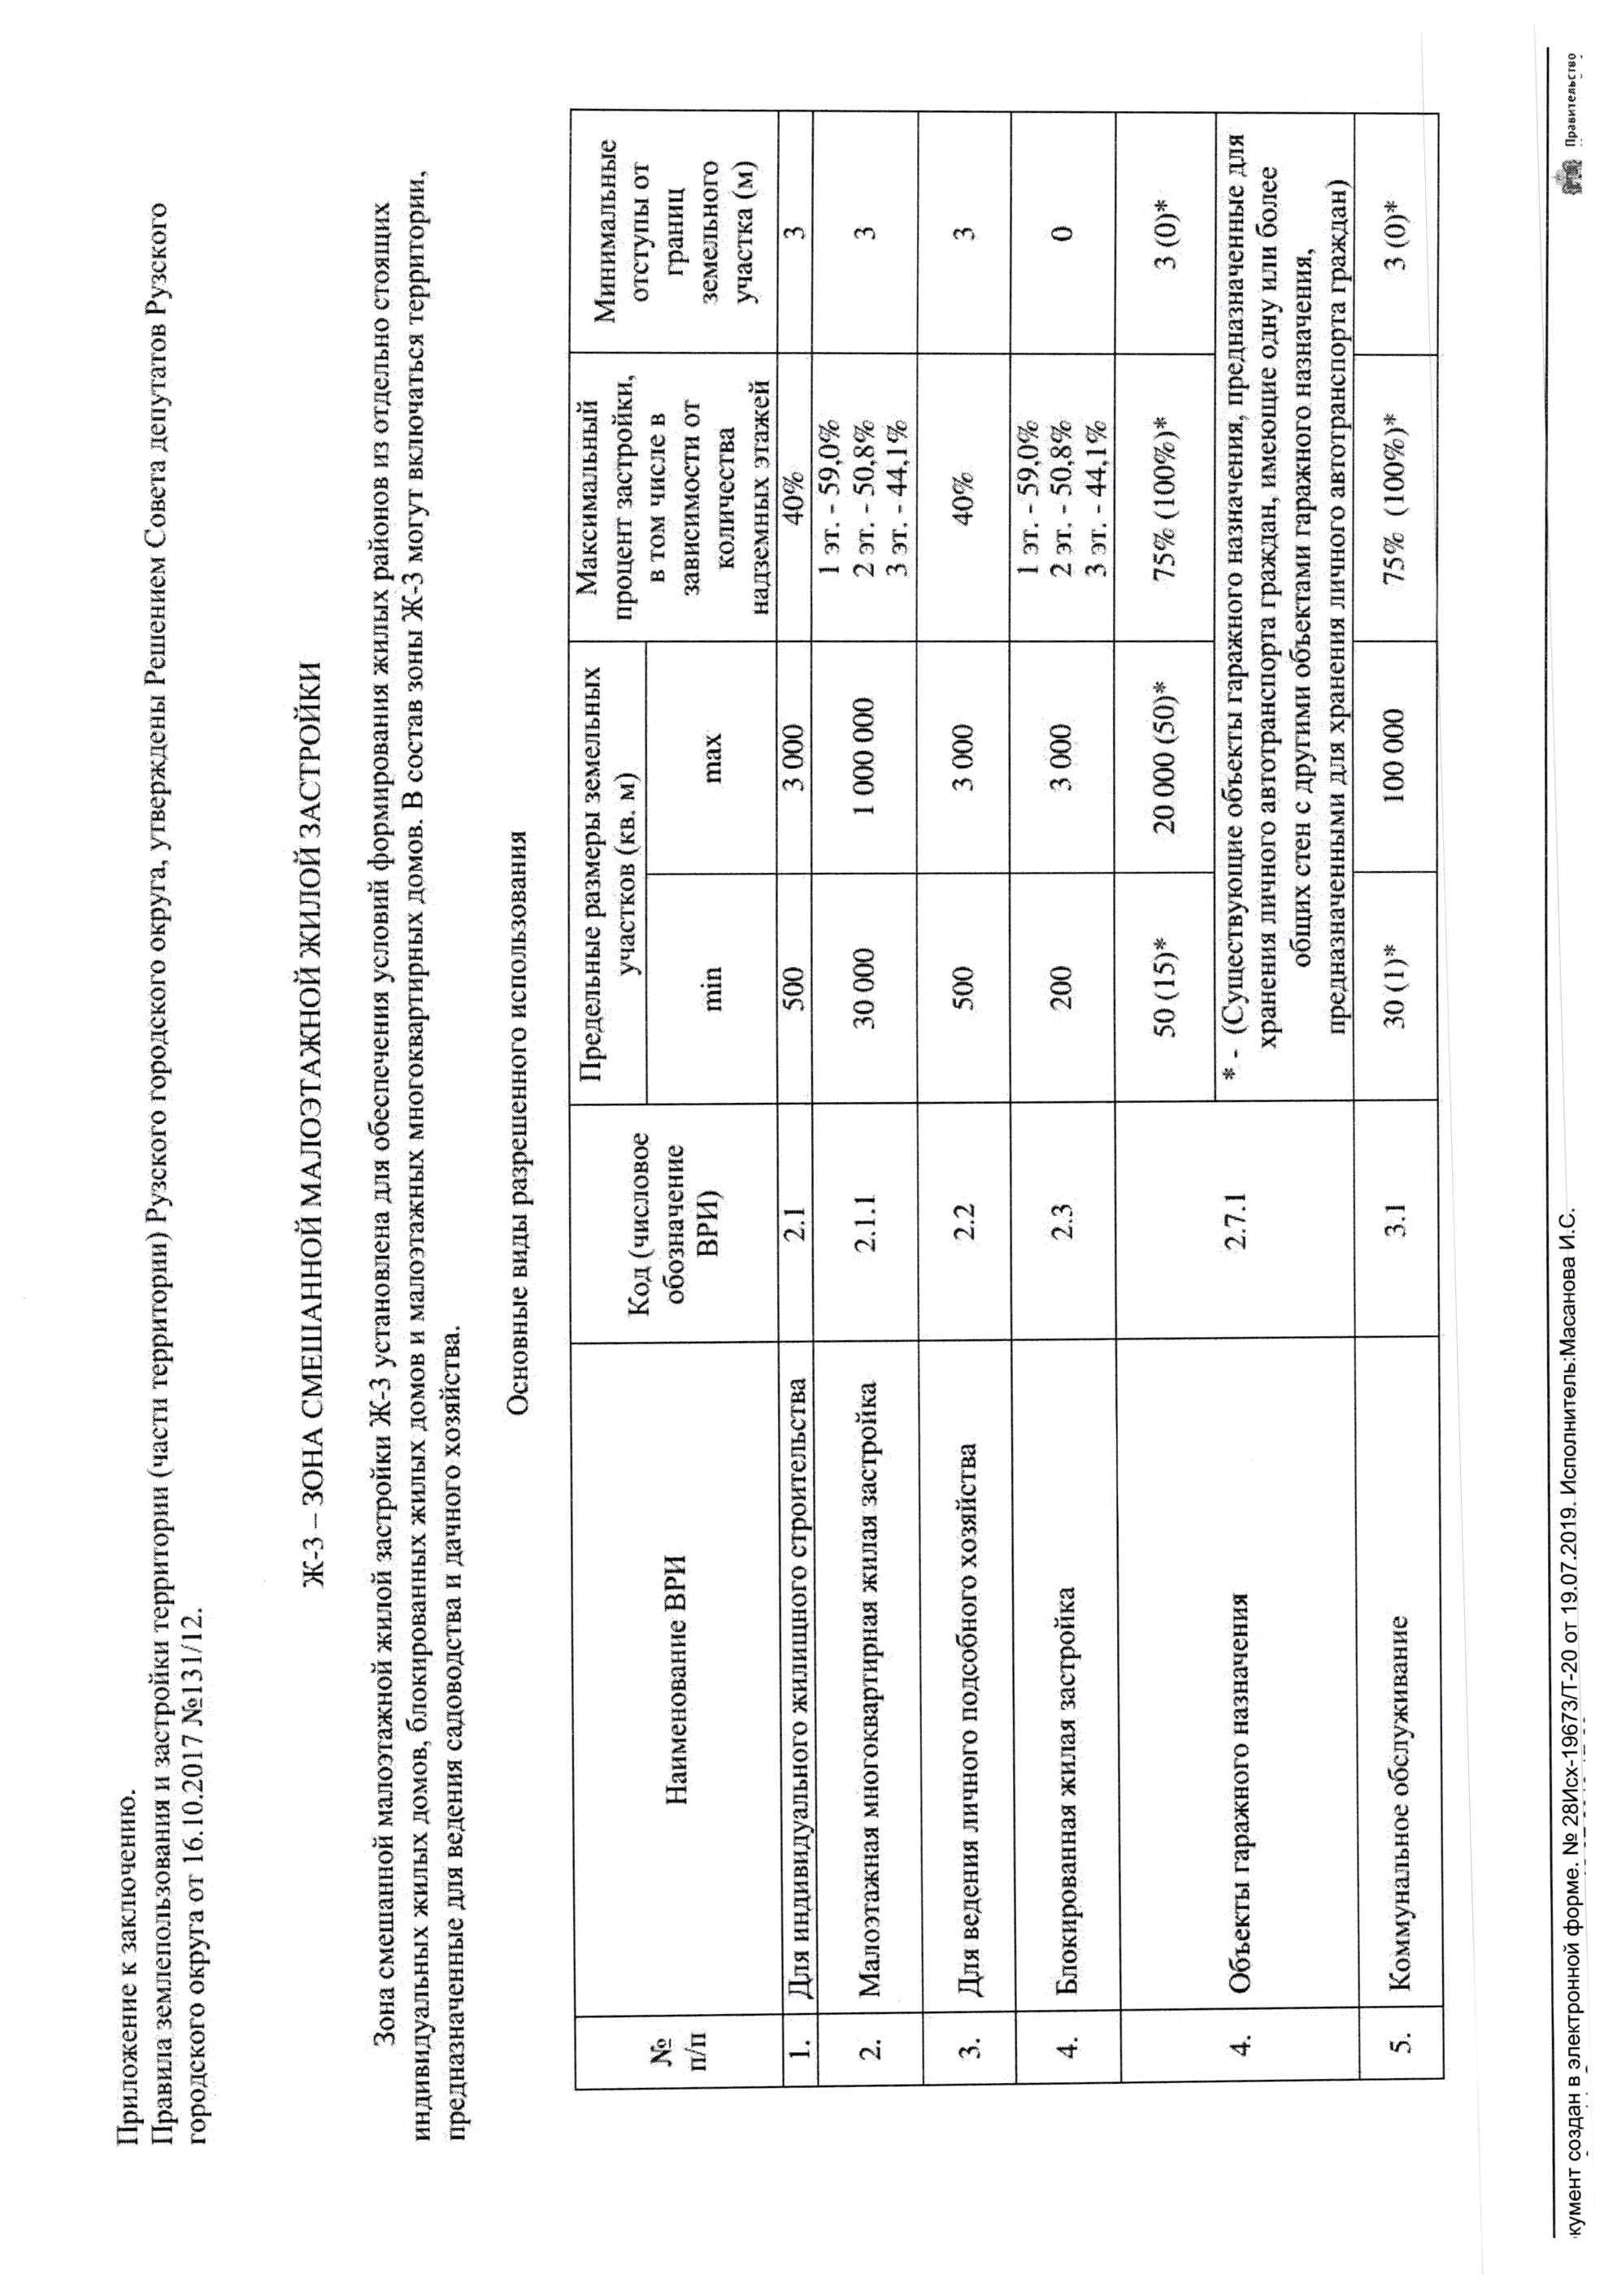 Приложение к заключению.
Правила землепользования и застройки территории (части территории) Рузского городского округа, утверждены Решением Совета депутатов Рузского
городского округа от 16.10.2017 №131/12.
Ж-3 – ЗОНА СМЕШАННОЙ МАЛОЭТАЖНОЙ ЖИЛОЙ ЗАСТРОЙКИ
Зона смешанной малоэтажной жилой застройки Ж-3 установлена для обеспечения условий формирования жилых районов из отдельно стоящих
индивидуальных жилых домов, блокированных жилых домов и малоэтажных многоквартирных домов. В состав зоны Ж-3 могут включаться территории,
предназначенные для ведения садоводства и дачного хозяйства.
Основные виды разрешенного использования
№
п/п
Наименование ВРИ
Код (числовое
обозначение
ВРИ)
Предельные размеры земельных
участков (кв. м)
min
max
Максимальный
процент застройки,
в том числе в
зависимости от
количества
надземных этажей
Минимальные
отступы от
границ
земельного
участка (м)
1. Для индивидуального жилищного строительства 2.1 500 3 000 40% 3
2. Малоэтажная многоквартирная жилая застройка 2.1.1 30 000 1 000 000 1 эт. - 59,0%
2 эт. - 50,8%
3 эт. - 44,1%
3
3. Для ведения личного подсобного хозяйства 2.2 500 3 000 40% 3
4. Блокированная жилая застройка 2.3 200 3 000 1 эт. - 59,0%
2 эт. - 50,8%
3 эт. - 44,1%
0
4. Объекты гаражного назначения 2.7.1 50 (15)* 20 000 (50)* 75% (100%)* 3 (0)*
* - (Существующие объекты гаражного назначения, предназначенные для
хранения личного автотранспорта граждан, имеющие одну или более
общих стен с другими объектами гаражного назначения,
предназначенными для хранения личного автотранспорта граждан)
5. Коммунальное обслуживание 3.1 30 (1)* 100 000 75% (100%)* 3 (0)*
кумент создан в электронной форме. № 28Исх-19673/Т-20 от 19.07.2019. Исполнитель:Масанова И.С.
Правительство